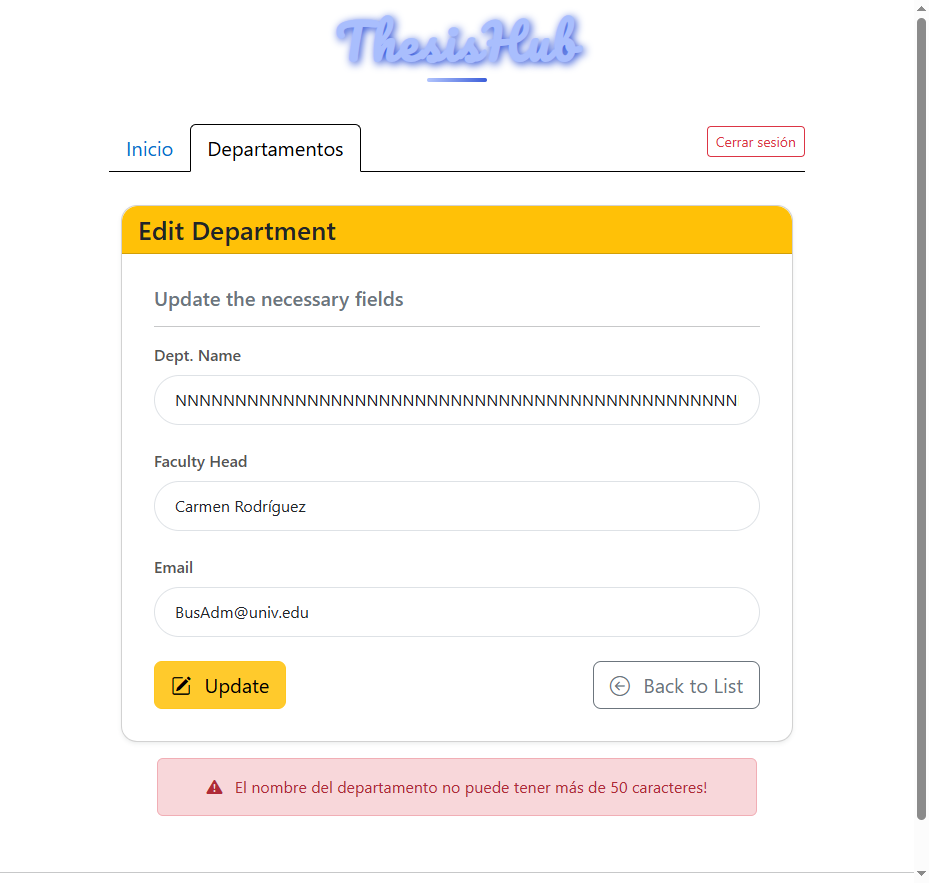 ThesisHub
Inicio
Departamentos
Cerrar sesión
Edit Department
Update the necessary fields
Dept. Name
NNNNNNNNNNNNNNNNNNNNNNNNNNNNNNNNNNNNNNNNNNNNNNN
Faculty Head
Carmen Rodríguez
Email
BusAdm@univ.edu
Update
Back to List
El nombre del departamento no puede tener más de 50 caracteres!